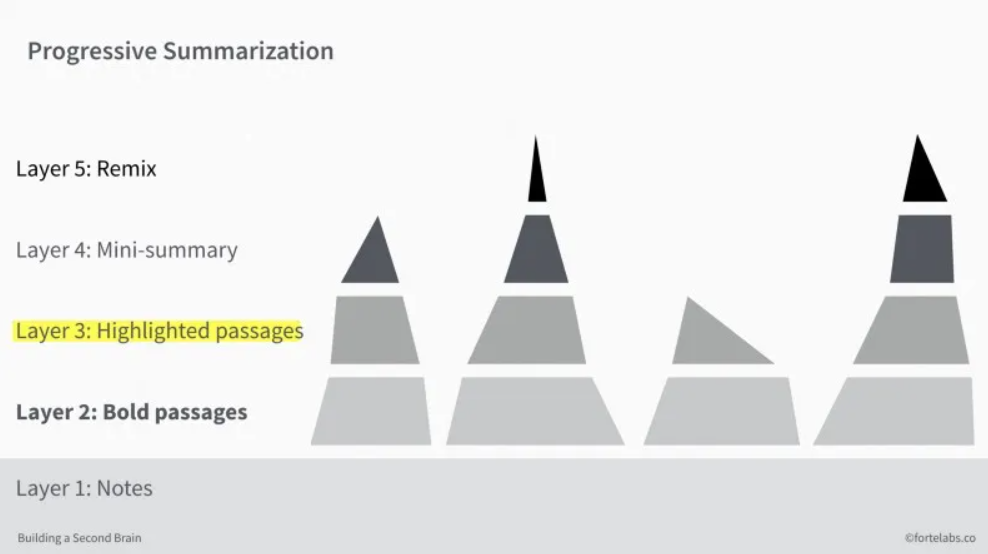 Progressive Summarization
Layer 5: Remix
Layer 4: Mini-summary
Layer 3: Highlighted passages
Layer 2: Bold passages
Layer 1: Notes
Building a Second Brain
©fortelabs.co